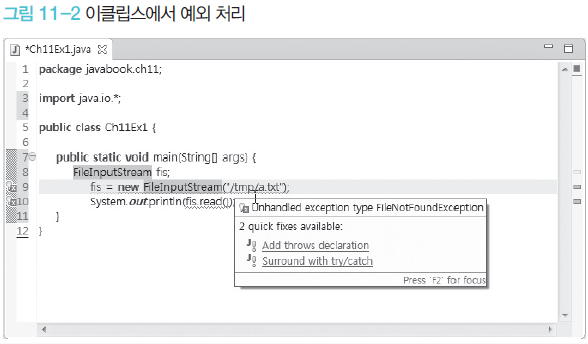 그림 11-2 이클립스에서 예외 처리
*Ch11Ex1.java
1 package javabook.ch11;
2
3 import java.io.*;
4
5 public class Ch11Ex1 {
6
7 public static void main(String[] args) {
8 FileInputStream fis;
9 fis = new FileInputStream("/tmp/a.txt");
10 System.out.println(fis.read());
11 }
12 }
Unhandled exception type FileNotFoundException
2 quick fixes available:
Add throws declaration
Surround with try/catch
Press 'F2' for focus